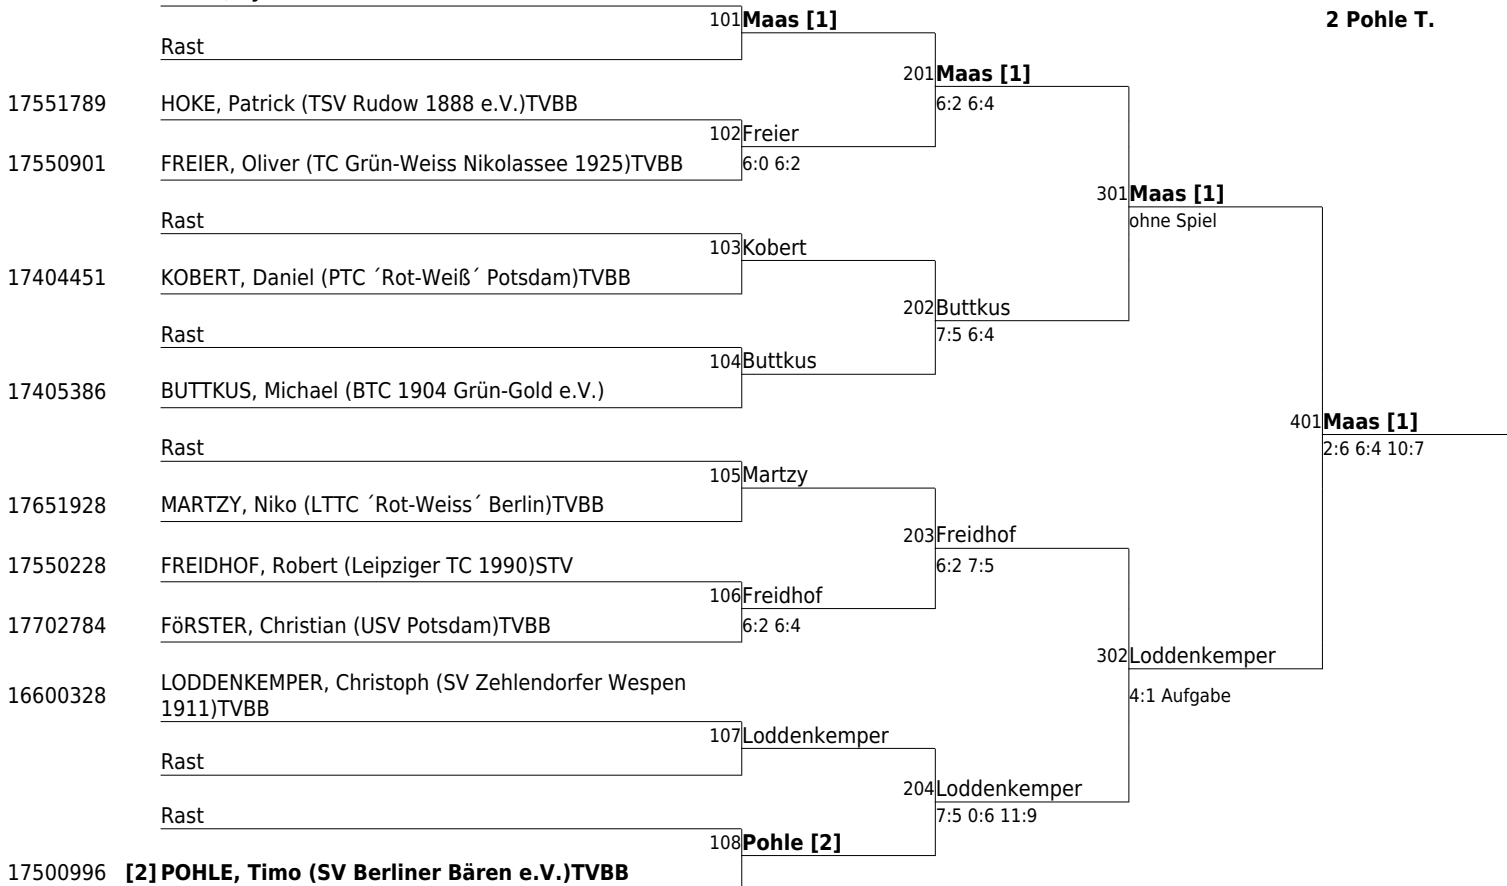 101 Maas [1]
2 Pohle T.
Rast
201 Maas [1]
17551789 HOKE, Patrick (TSV Rudow 1888 e.V.)TVBB
6:2 6:4
102 Freier
17550901 FREIER, Oliver (TC Grün-Weiss Nikolassee 1925)TVBB
6:0 6:2
301 Maas [1]
Rast
ohne Spiel
103 Kobert
17404451 KOBERT, Daniel (PTC ´Rot-Weiß´ Potsdam)TVBB
202 Buttkus
Rast
7:5 6:4
104 Buttkus
17405386 BUTTKUS, Michael (BTC 1904 Grün-Gold e.V.)
401 Maas [1]
Rast
2:6 6:4 10:7
105 Martzy
17651928 MARTZY, Niko (LTTC ´Rot-Weiss´ Berlin)TVBB
203 Freidhof
17550228 FREIDHOF, Robert (Leipziger TC 1990)STV
6:2 7:5
106 Freidhof
17702784 FöRSTER, Christian (USV Potsdam)TVBB
6:2 6:4
302 Loddenkemper
16600328 LODDENKEMPER, Christoph (SV Zehlendorfer Wespen
1911)TVBB
4:1 Aufgabe
107 Loddenkemper
Rast
204 Loddenkemper
Rast
7:5 0:6 11:9
108 Pohle [2]
17500996 [2] POHLE, Timo (SV Berliner Bären e.V.)TVBB